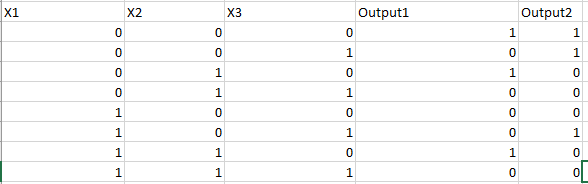 X1 X2 X3 Output1 Output2
0 0 0 1 1
0 0 1 0 1
0 1 0 1 0
0 1 1 0 0
1 0 0 0 0
1 0 1 0 1
1 1 0 1 0
1 1 1 0 0